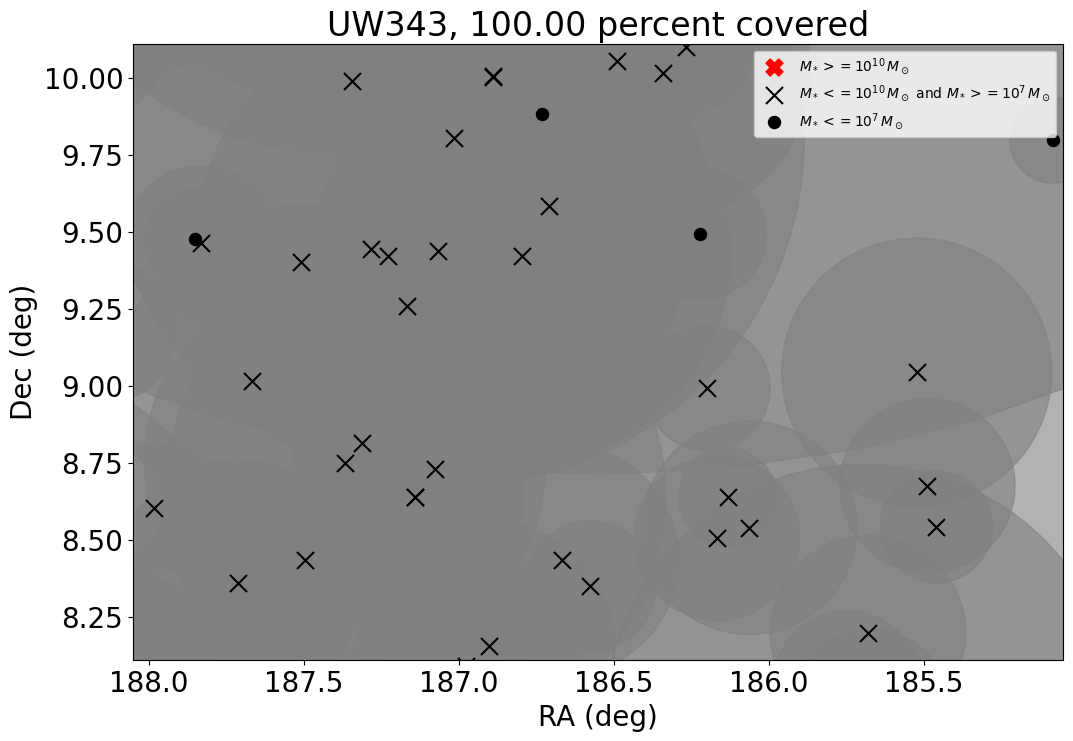 UW343, 100.00 percent covered
M* >= 10^10 M⊙
M* <= 10^10 M⊙ and M* >= 10^7 M⊙
M* <= 10^7 M⊙
10.00
9.75
9.50
9.25
9.00
8.75
8.50
8.25
Dec (deg)
188.0 187.5 187.0 186.5 186.0 185.5
RA (deg)